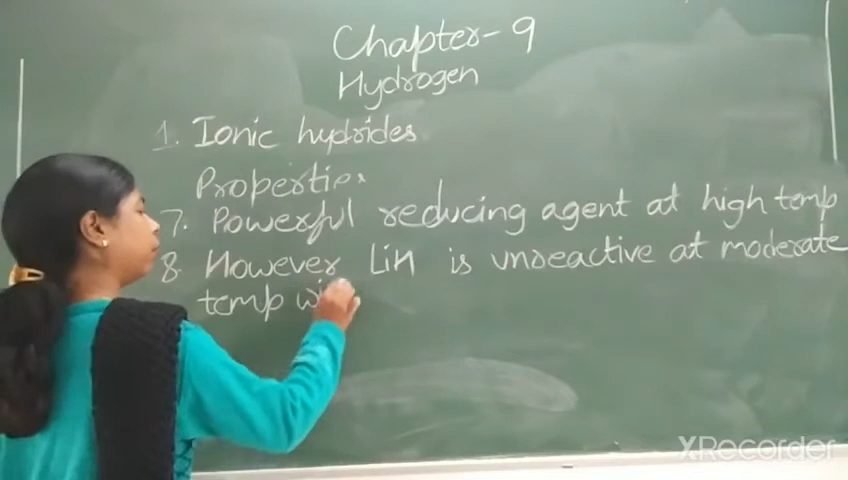 Chapter - 9
Hydrogen
1. Ionic hydrides
Properties
7. Powerful reducing agent at high temp
8. However LiH is unreactive at moderate
temp wi
XRecorder